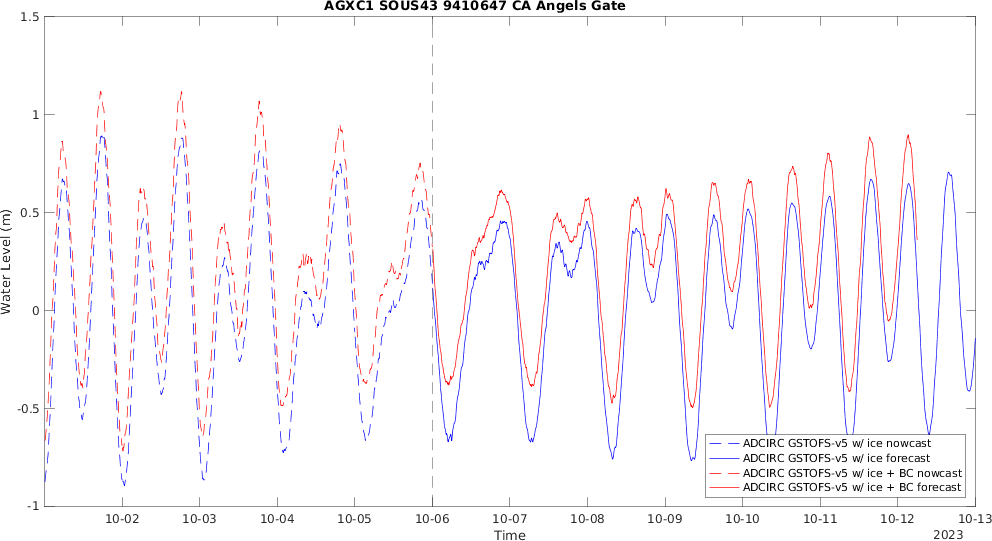 AGXC1 SOUS43 9410647 CA Angels Gate
1.5
1
0.5
0
-0.5
-1
Water Level (m)
10-02 10-03 10-04 10-05 10-06 10-07 10-08 10-09 10-10 10-11 10-12 10-13
Time
2023
ADCIRC GSTOFS-v5 w/ ice nowcast
ADCIRC GSTOFS-v5 w/ ice forecast
ADCIRC GSTOFS-v5 w/ ice + BC nowcast
ADCIRC GSTOFS-v5 w/ ice + BC forecast